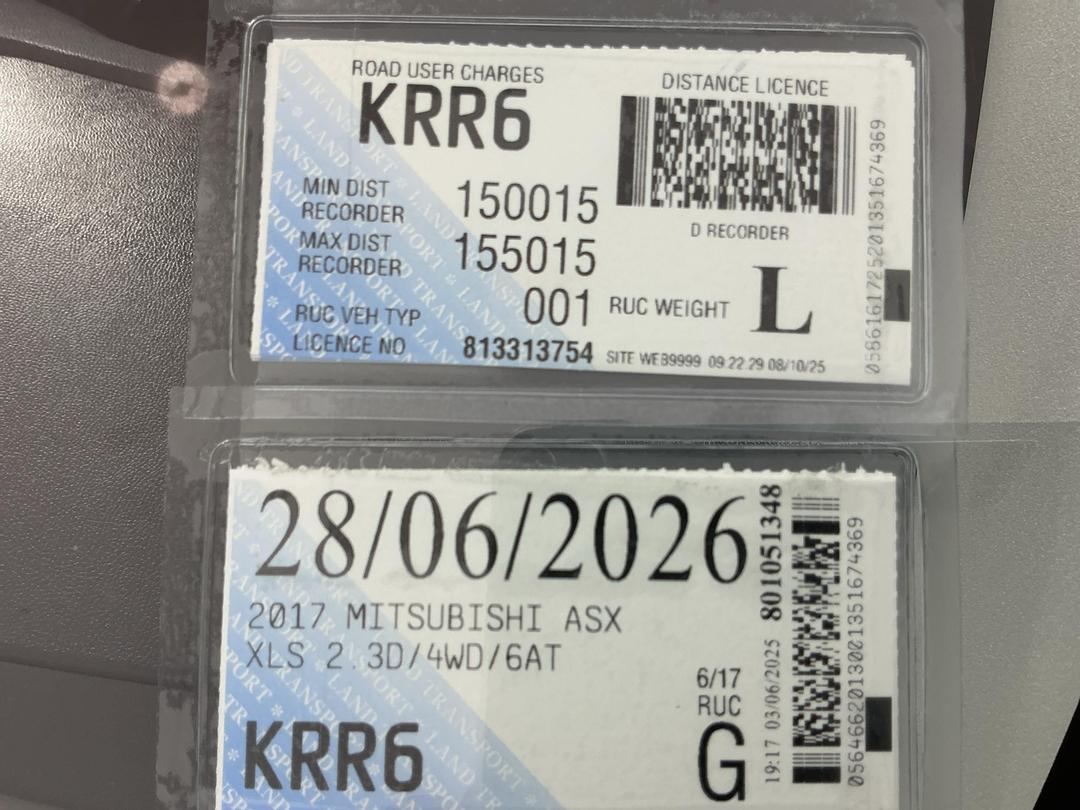 ROAD USER CHARGES
KRR6
DISTANCE LICENCE
MIN DIST RECORDER 150015
MAX DIST RECORDER 155015
D RECORDER
RUC VEH TYP 001
RUC WEIGHT L
LICENCE NO 813313754
SITE WEB9999 09:22:29 08/10/25
0586161725201351674369
28/06/2026
2017 MITSUBISHI ASX
XLS 2.3D/4WD/6AT
KRR6
6/17
RUC
G
801051348
19:17 03/06/2025